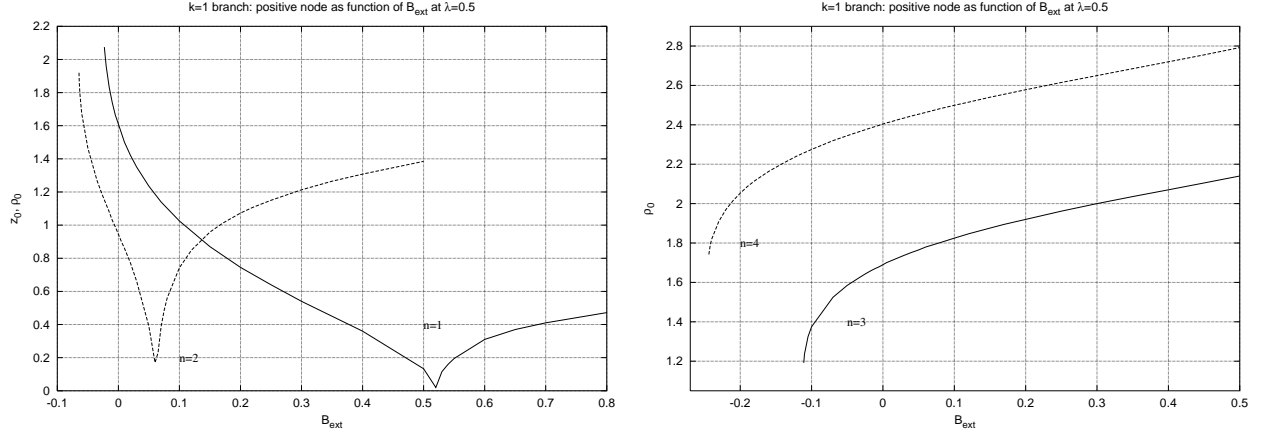 k=1 branch: positive node as function of B_ext at λ=0.5
2.2
2
1.8
1.6
1.4
1.2
1
0.8
0.6
0.4
0.2
0
z₀, ρ₀
n=1
n=2
-0.1 0 0.1 0.2 0.3 0.4 0.5 0.6 0.7 0.8
B_ext
k=1 branch: positive node as function of B_ext at λ=0.5
2.8
2.6
2.4
2.2
2
1.8
1.6
1.4
1.2
ρ₀
n=4
n=3
-0.2 -0.1 0 0.1 0.2 0.3 0.4 0.5
B_ext